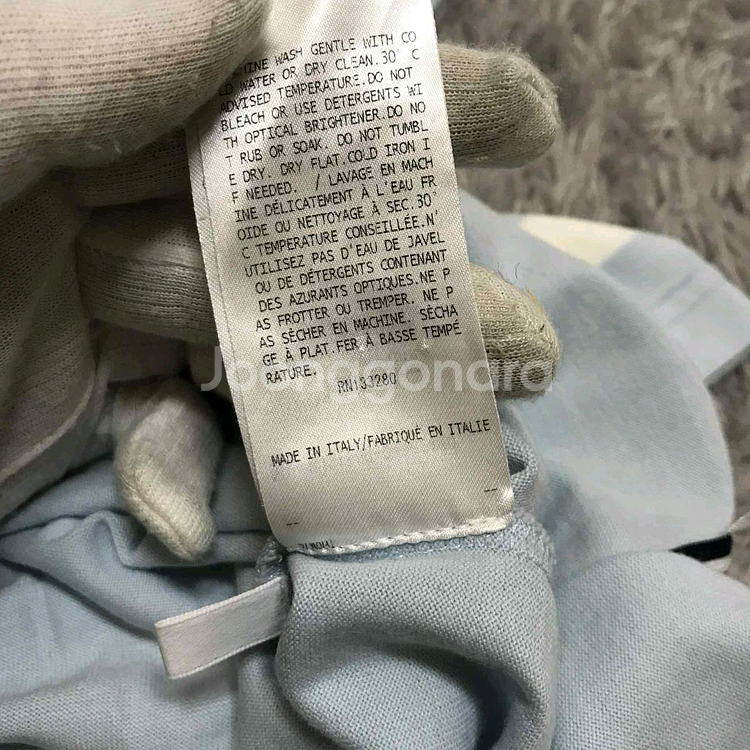 CHINE WASH GENTLE WITH CO
LD WATER OR DRY CLEAN.30° C
ADVISED TEMPERATURE.DO NOT
BLEACH OR USE DETERGENTS WI
TH OPTICAL BRIGHTENER.DO NO
T RUB OR SOAK. DO NOT TUMBL
E DRY. DRY FLAT.COLD IRON I
F NEEDED. / LAVAGE EN MACH
INE DÉLICATEMENT À L'EAU FR
OIDE OU NETTOYAGE À SEC.30°
C TEMPERATURE CONSEILLÉE.N'
UTILISEZ PAS D'EAU DE JAVEL
OU DE DÉTERGENTS CONTENANT
DES AZURANTS OPTIQUES.NE P
AS FROTTER OU TREMPER. NE P
AS SÉCHER EN MACHINE. SÉCHA
GE À PLAT.FER À BASSE TEMPÉ
RATURE.
RN133280
Joonggonara
MADE IN ITALY/FABRIQUÉ EN ITALIE